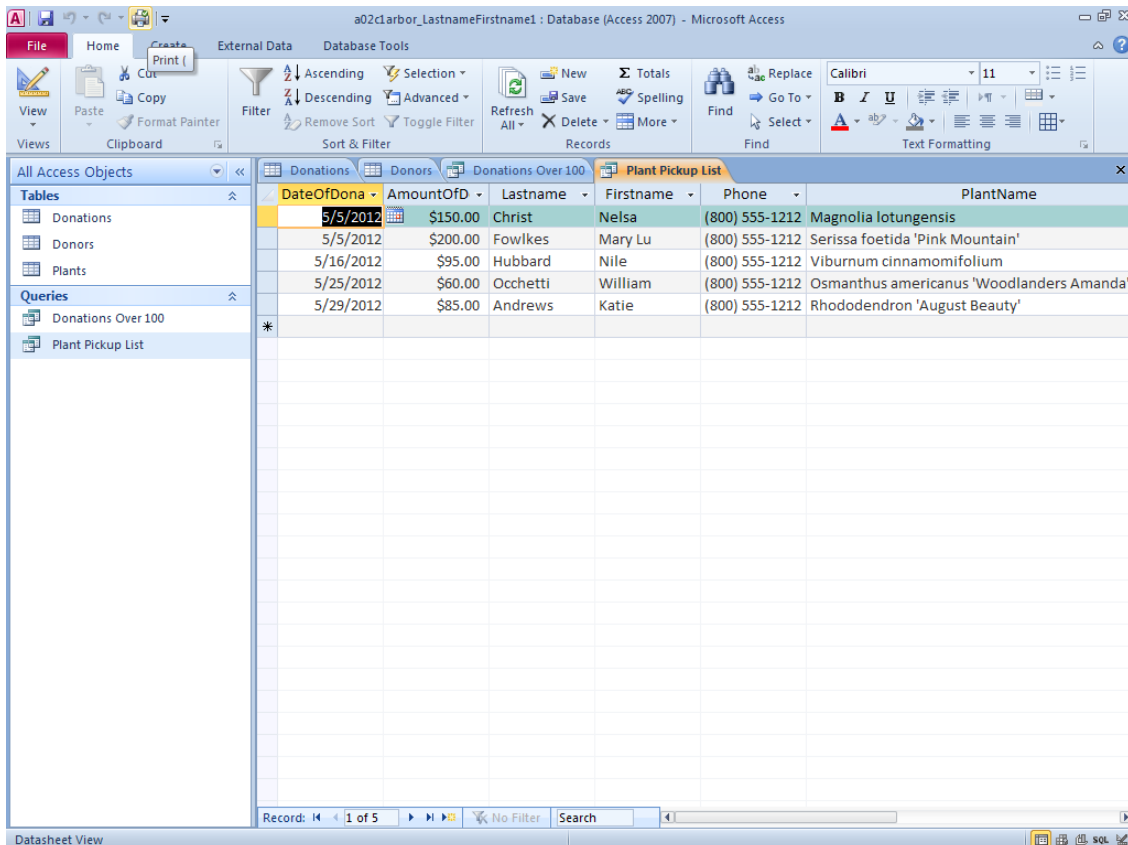 a02c1arbor_LastnameFirstname1 : Database (Access 2007) - Microsoft Access
File Home Create External Data Database Tools
Print (
View
Paste
Cut
Copy
Format Painter
Filter
Ascending
Descending
Remove Sort
Selection
Advanced
Toggle Filter
Refresh All
New
Save
Delete
Totals
Spelling
More
Find
Replace
Go To
Select
Calibri 11
B I U
Views Clipboard Sort & Filter Records Find Text Formatting
All Access Objects
Tables
Donations
Donors
Plants
Queries
Donations Over 100
Plant Pickup List
Donations Donors Donations Over 100 Plant Pickup List
DateOfDona AmountOfD Lastname Firstname Phone PlantName
5/5/2012 $150.00 Christ Nelsa (800) 555-1212 Magnolia lotungensis
5/5/2012 $200.00 Fowlkes Mary Lu (800) 555-1212 Serissa foetida 'Pink Mountain'
5/16/2012 $95.00 Hubbard Nile (800) 555-1212 Viburnum cinnamomifolium
5/25/2012 $60.00 Occhetti William (800) 555-1212 Osmanthus americanus 'Woodlanders Amanda'
5/29/2012 $85.00 Andrews Katie (800) 555-1212 Rhododendron 'August Beauty'
Record: 1 of 5 No Filter Search
Datasheet View SQL